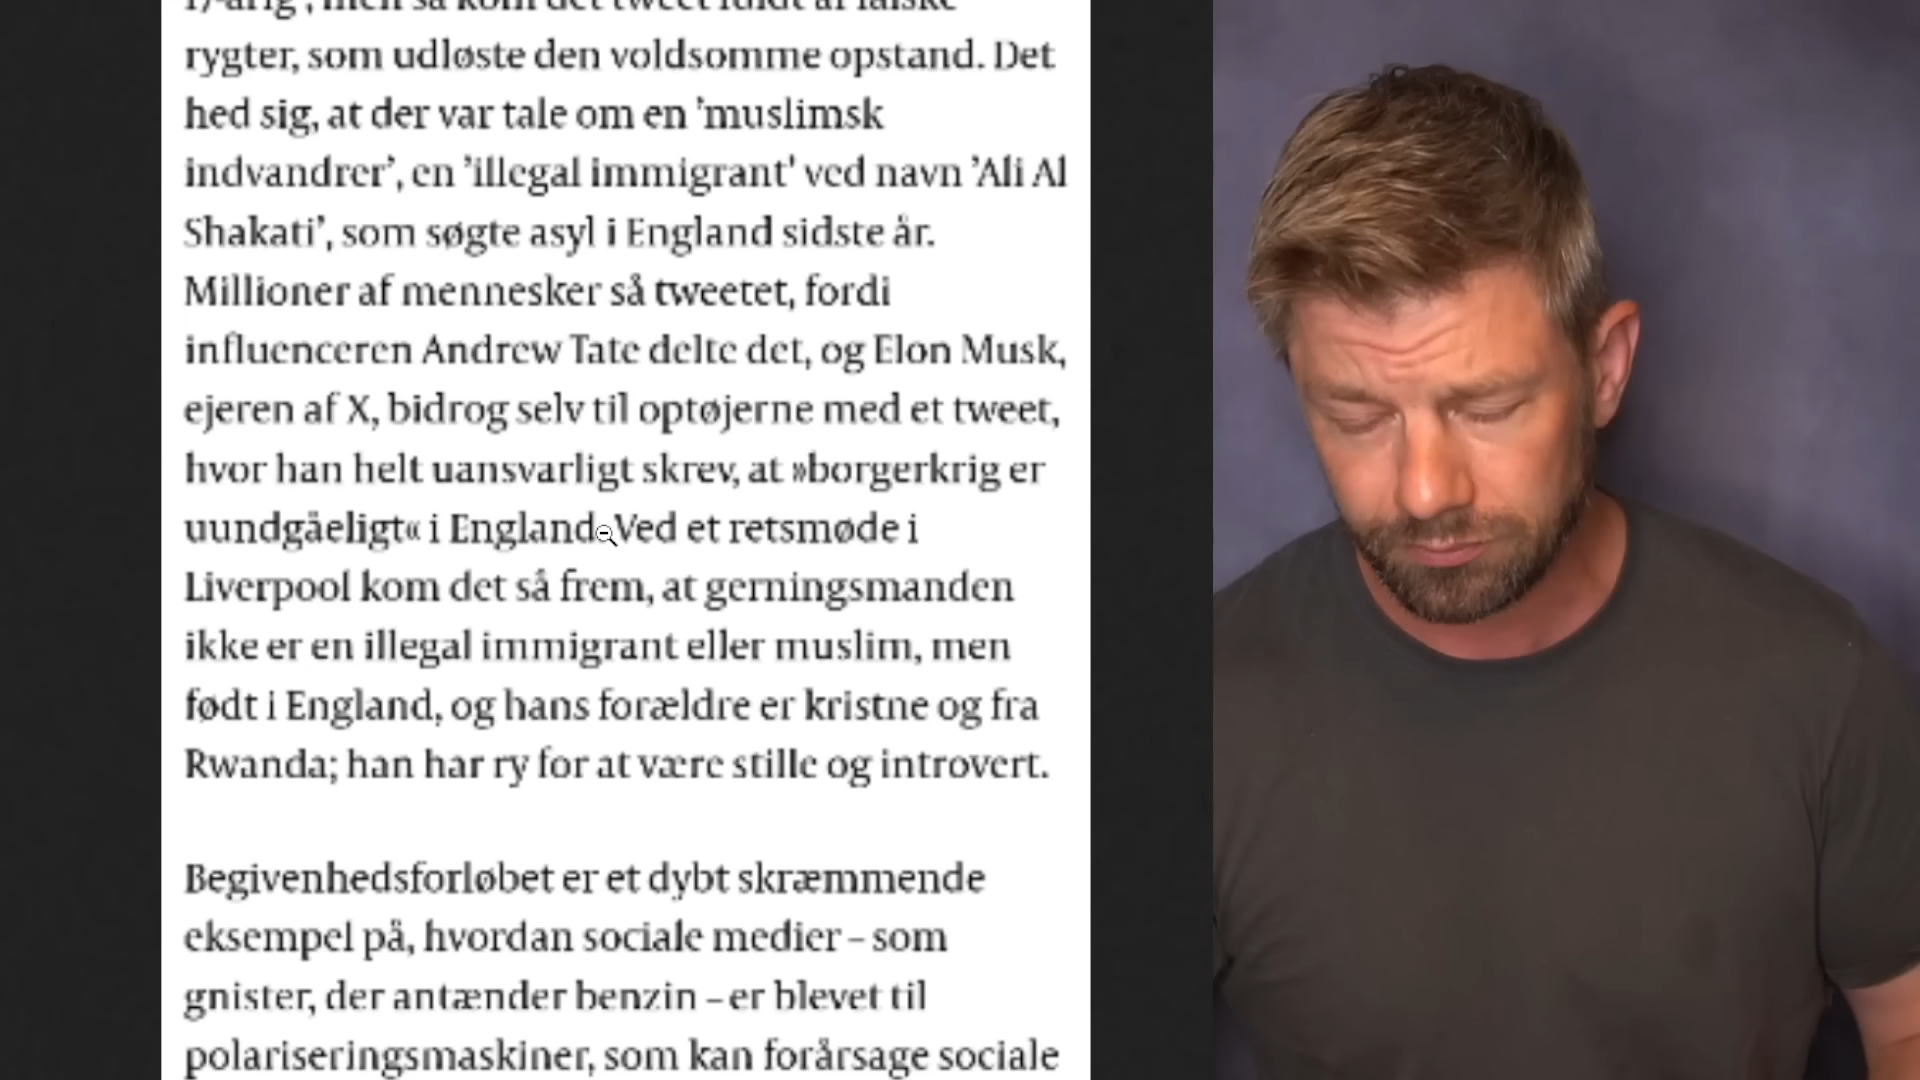 rygter, som udløste den voldsomme opstand. Det
hed sig, at der var tale om en ’muslimsk
indvandrer’, en ’illegal immigrant' ved navn ’Ali Al
Shakati’, som søgte asyl i England sidste år.
Millioner af mennesker så tweetet, fordi
influenceren Andrew Tate delte det, og Elon Musk,
ejeren af X, bidrog selv til optøjerne med et tweet,
hvor han helt uansvarligt skrev, at »borgerkrig er
uundgåeligt« i England. Ved et retsmøde i
Liverpool kom det så frem, at gerningsmanden
ikke er en illegal immigrant eller muslim, men
født i England, og hans forældre er kristne og fra
Rwanda; han har ry for at være stille og introvert.
Begivenhedsforløbet er et dybt skræmmende
eksempel på, hvordan sociale medier – som
gnister, der antænder benzin – er blevet til
polariseringsmaskiner, som kan forårsage sociale